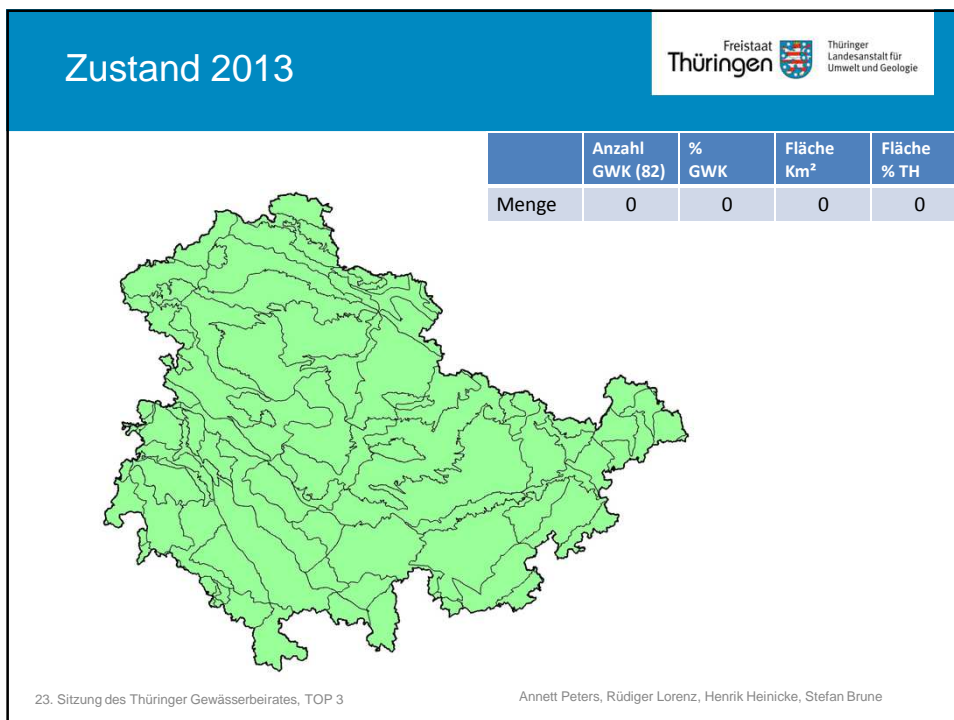 Zustand 2013
Freistaat
Thüringen
Thüringer
Landesanstalt für
Umwelt und Geologie
Anzahl GWK (82) % GWK Fläche Km² Fläche % TH
Menge 0 0 0 0
23. Sitzung des Thüringer Gewässerbeirates, TOP 3
Annett Peters, Rüdiger Lorenz, Henrik Heinicke, Stefan Brune